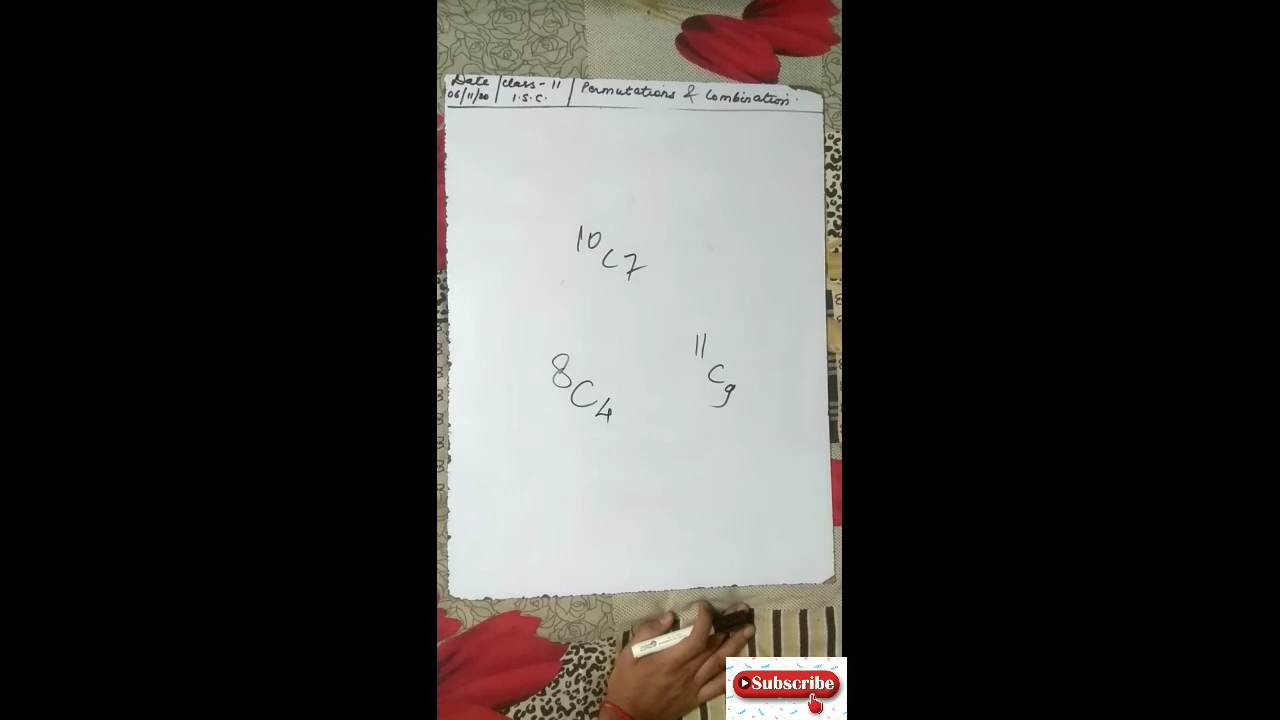 Date
06/11/20
Class - 11
I.S.C.
Permutations & Combination.
10C7
8C4
11C9
Subscribe